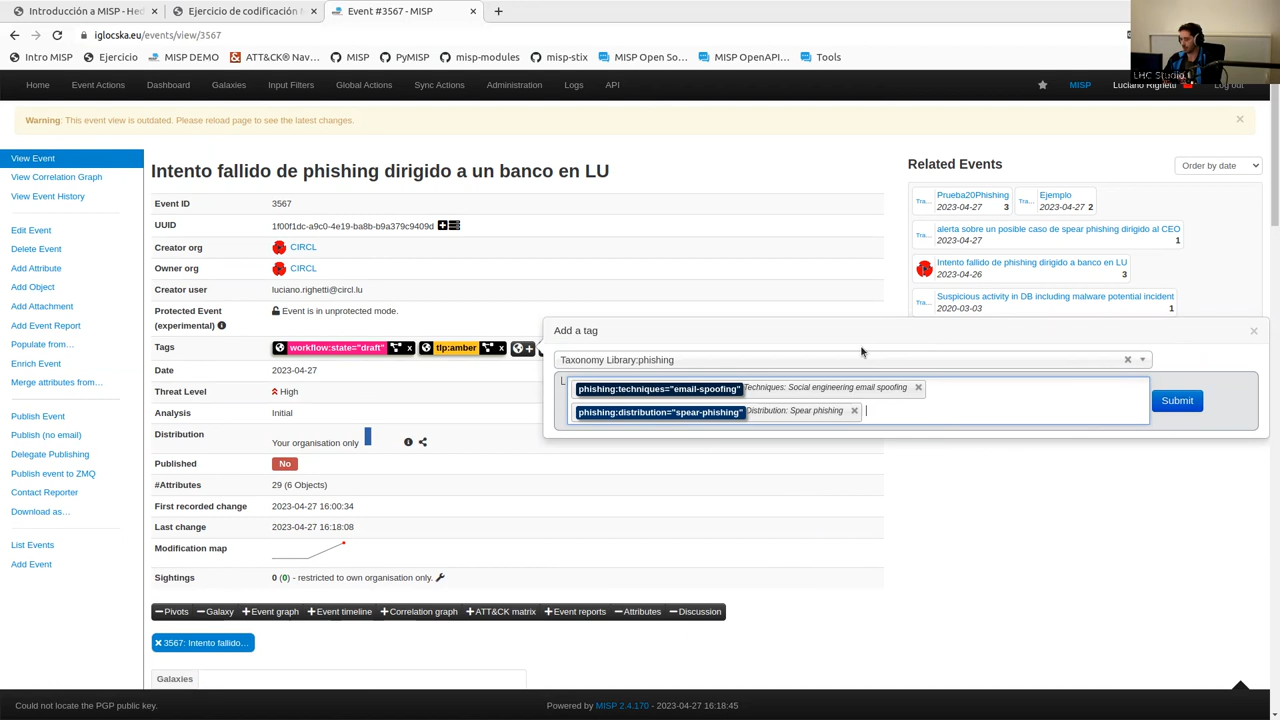 Introducción a MISP - Hed
Ejercicio de codificación
Event #3567 - MISP
iglocska.eu/events/view/3567
Intro MISP
Ejercicio
MISP DEMO
ATT&CK® Nav…
MISP
PyMISP
misp-modules
misp-stix
MISP Open So…
MISP OpenAPI…
Tools
LHC Studio 1
Home
Event Actions
Dashboard
Galaxies
Input Filters
Global Actions
Sync Actions
Administration
Logs
API
MISP
Luciano Righetti
Log out
Warning: This event view is outdated. Please reload page to see the latest changes.
View Event
View Correlation Graph
View Event History
Edit Event
Delete Event
Add Attribute
Add Object
Add Attachment
Add Event Report
Populate from…
Enrich Event
Merge attributes from…
Publish Event
Publish (no email)
Delegate Publishing
Publish event to ZMQ
Contact Reporter
Download as…
List Events
Add Event
Intento fallido de phishing dirigido a un banco en LU
Event ID 3567
UUID 1f00f1dc-a9c0-4e19-ba8b-b9a379c9409d
Creator org CIRCL
Owner org CIRCL
Creator user luciano.righetti@circl.lu
Protected Event (experimental) Event is in unprotected mode.
Tags workflow:state="draft" x tlp:amber x
Date 2023-04-27
Threat Level High
Analysis Initial
Distribution Your organisation only
Published No
#Attributes 29 (6 Objects)
First recorded change 2023-04-27 16:00:34
Last change 2023-04-27 16:18:08
Modification map
Sightings 0 (0) - restricted to own organisation only.
Pivots Galaxy Event graph Event timeline Correlation graph ATT&CK matrix Event reports Attributes Discussion
3567: Intento fallido…
Galaxies
Related Events
Order by date
Tra… Prueba20Phishing
2023-04-27 3
Tra… Ejemplo
2023-04-27 2
Tra… alerta sobre un posible caso de spear phishing dirigido al CEO
2023-04-27 1
Intento fallido de phishing dirigido a banco en LU
2023-04-26 3
Tra… Suspicious activity in DB including malware potential incident
2020-03-03 1
Add a tag
Taxonomy Library:phishing
phishing:techniques="email-spoofing" Techniques: Social engineering email spoofing
phishing:distribution="spear-phishing" Distribution: Spear phishing
Submit
Could not locate the PGP public key.
Powered by MISP 2.4.170 - 2023-04-27 16:18:45